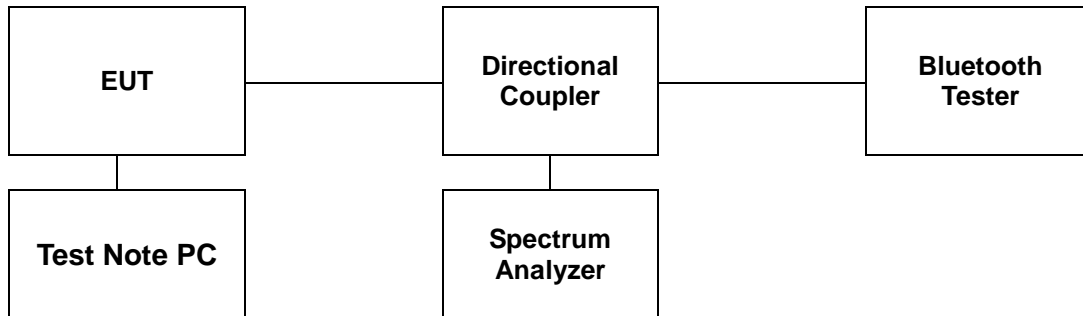 EUT
Directional
Coupler
Bluetooth
Tester
Test Note PC
Spectrum
Analyzer